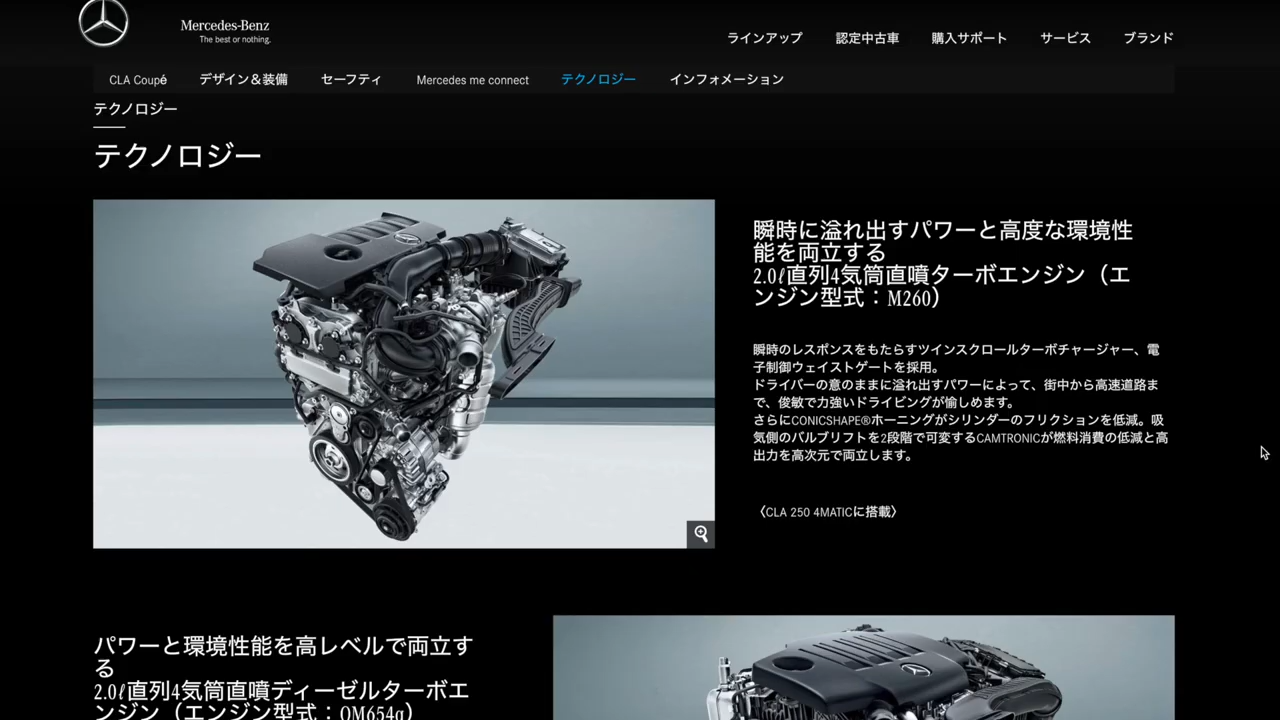 Mercedes-Benz
The best or nothing.
ラインアップ 認定中古車 購入サポート サービス ブランド
CLA Coupé デザイン＆装備 セーフティ Mercedes me connect テクノロジー インフォメーション
テクノロジー
テクノロジー
瞬時に溢れ出すパワーと高度な環境性
能を両立する
2.0ℓ直列4気筒直噴ターボエンジン（エ
ンジン型式：M260）
瞬時のレスポンスをもたらすツインスクロールターボチャージャー、電
子制御ウェイストゲートを採用。
ドライバーの意のままに溢れ出すパワーによって、街中から高速道路ま
で、俊敏で力強いドライビングが愉しめます。
さらにCONICSHAPE®ホーニングがシリンダーのフリクションを低減。吸
気側のバルブリフトを2段階で可変するCAMTRONICが燃料消費の低減と高
出力を高次元で両立します。
〈CLA 250 4MATICに搭載〉
パワーと環境性能を高レベルで両立す
る
2.0ℓ直列4気筒直噴ディーゼルターボエ
ンジン（エンジン型式：OM654q）